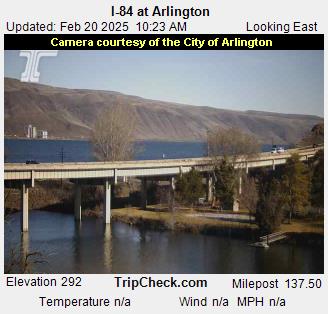 I-84 at Arlington
Updated: Feb 20 2025 10:23 AM Looking East
Camera courtesy of the City of Arlington
Elevation 292 TripCheck.com Milepost 137.50
Temperature n/a Wind n/a MPH n/a